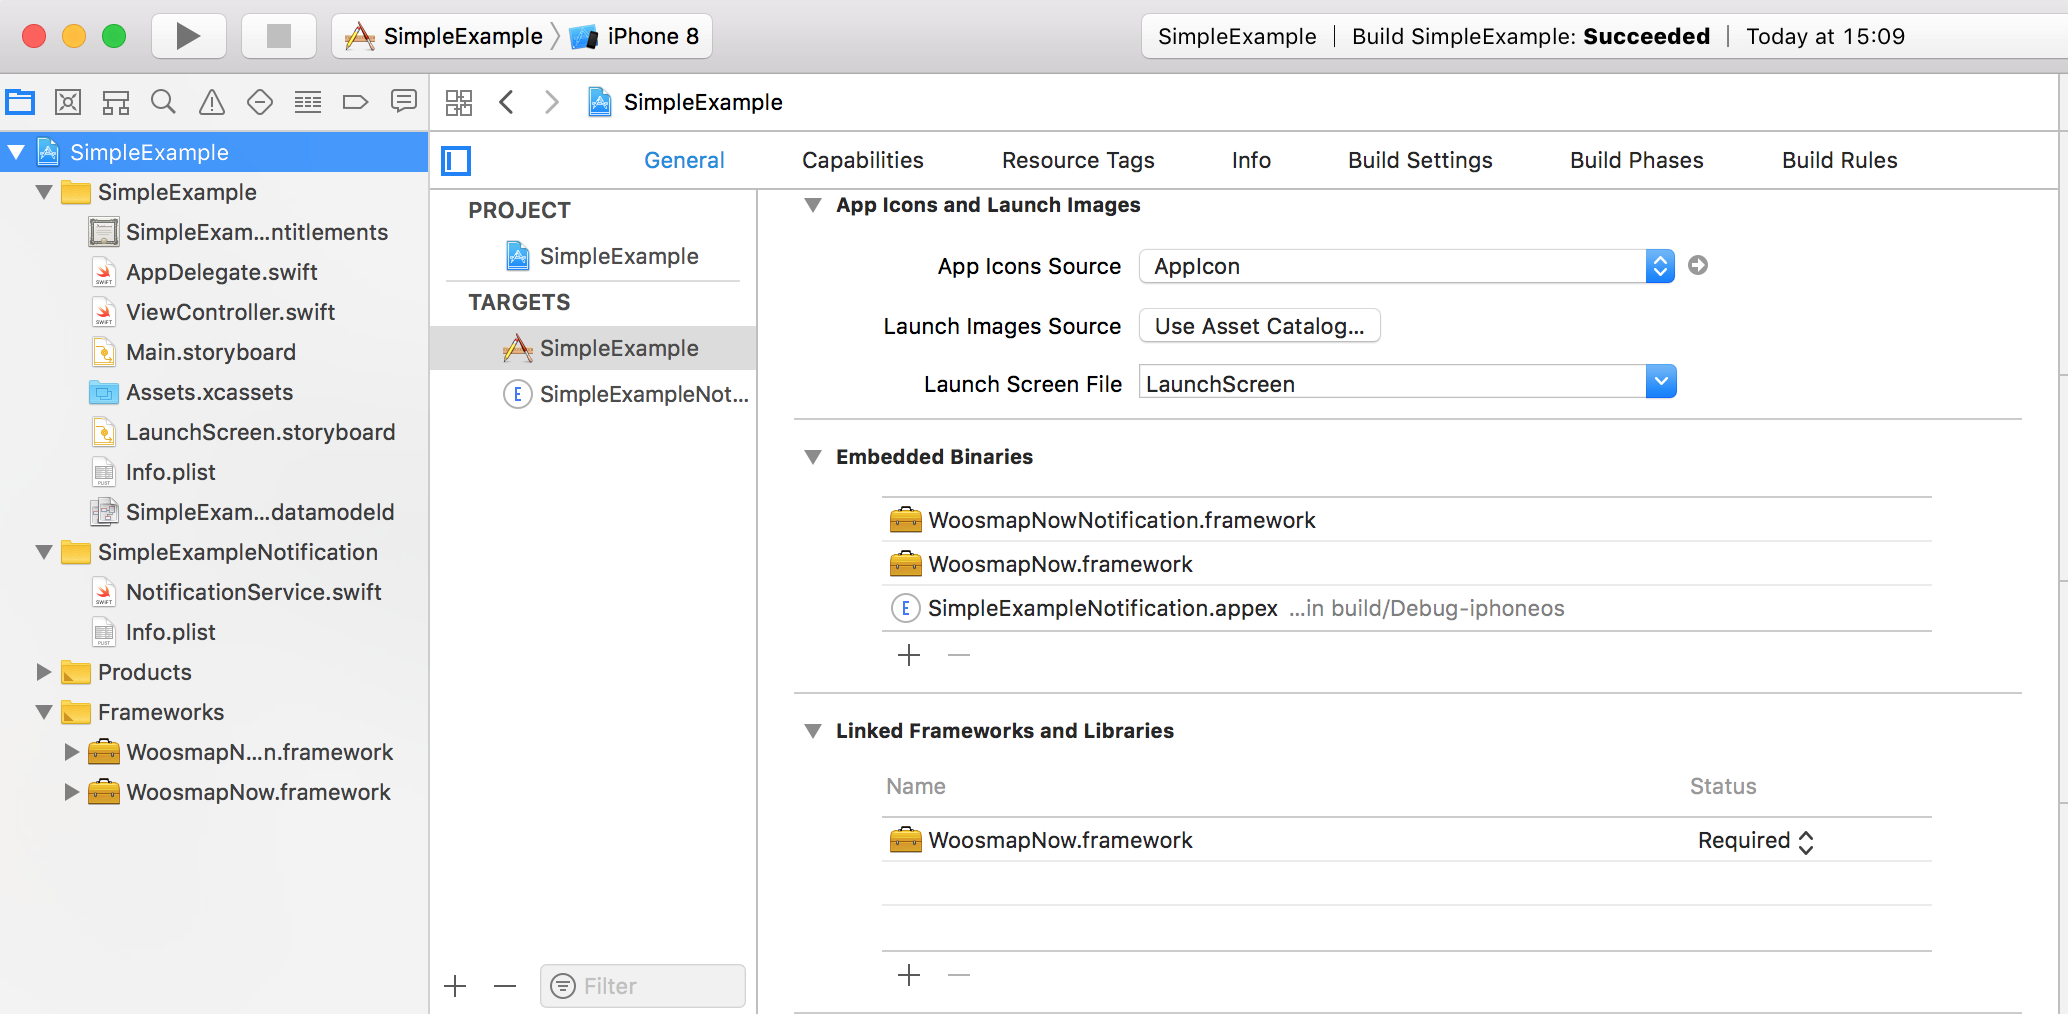 SimpleExample iPhone 8
SimpleExample Build SimpleExample: Succeeded Today at 15:09
SimpleExample
SimpleExample
SimpleExample
SimpleExam...ntitlements
AppDelegate.swift
ViewController.swift
Main.storyboard
Assets.xcassets
LaunchScreen.storyboard
Info.plist
SimpleExam...datamodeld
SimpleExampleNotification
NotificationService.swift
Info.plist
Products
Frameworks
WoosmapN...n.framework
WoosmapNow.framework
General Capabilities Resource Tags Info Build Settings Build Phases Build Rules
PROJECT
SimpleExample
TARGETS
SimpleExample
E SimpleExampleNot...
Filter
App Icons and Launch Images
App Icons Source AppIcon
Launch Images Source Use Asset Catalog...
Launch Screen File LaunchScreen
Embedded Binaries
WoosmapNowNotification.framework
WoosmapNow.framework
E SimpleExampleNotification.appex ...in build/Debug-iphoneos
Linked Frameworks and Libraries
Name Status
WoosmapNow.framework Required